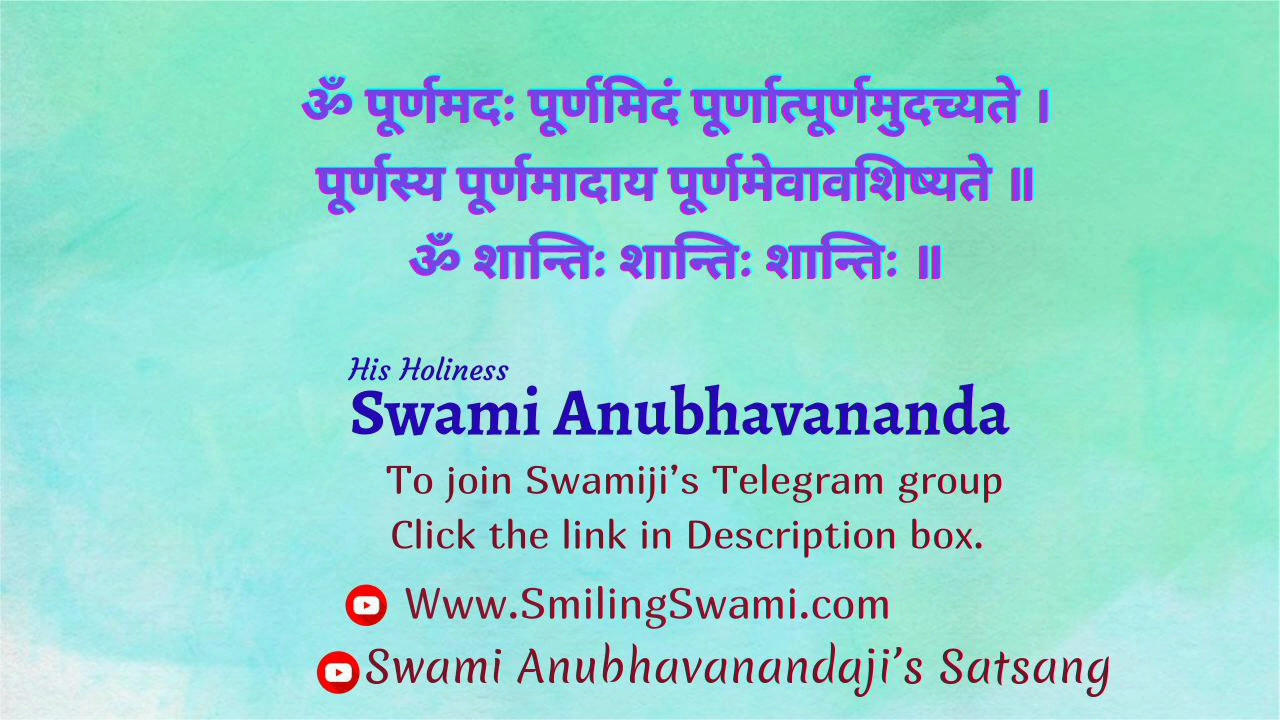 ॐ पूर्णमदः पूर्णमिदं पूर्णात्पूर्णमुदच्यते ।
पूर्णस्य पूर्णमादाय पूर्णमेवावशिष्यते ॥
ॐ शान्तिः शान्तिः शान्तिः ॥
His Holiness
Swami Anubhavananda
To join Swamiji’s Telegram group
Click the link in Description box.
Www.SmilingSwami.com
Swami Anubhavanandaji’s Satsang